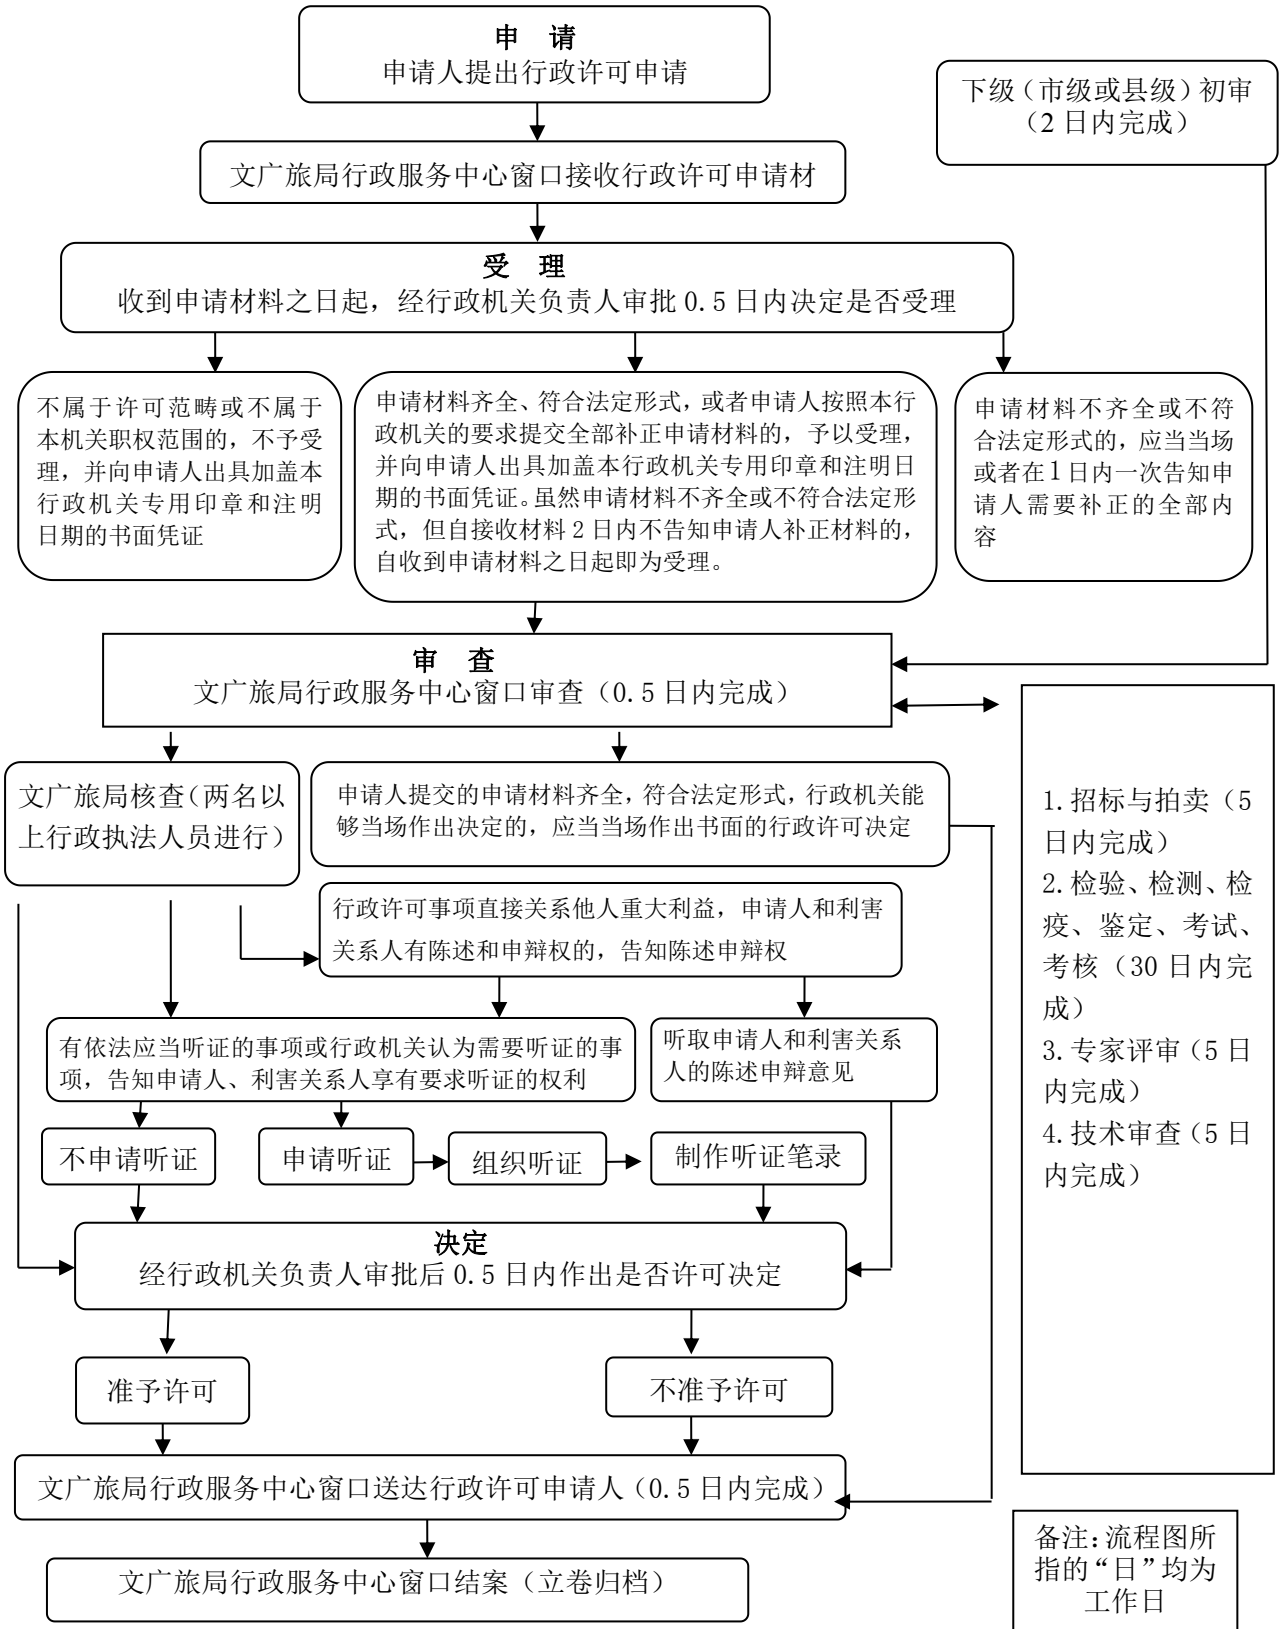 申 请
申请人提出行政许可申请
下级（市级或县级）初审
（2 日内完成）
文广旅局行政服务中心窗口接收行政许可申请材
受 理
收到申请材料之日起，经行政机关负责人审批 0.5 日内决定是否受理
不属于许可范畴或不属于
本机关职权范围的，不予受
理，并向申请人出具加盖本
行政机关专用印章和注明
日期的书面凭证
申请材料齐全、符合法定形式，或者申请人按照本行
政机关的要求提交全部补正申请材料的，予以受理，
并向申请人出具加盖本行政机关专用印章和注明日
期的书面凭证。虽然申请材料不齐全或不符合法定形
式，但自接收材料 2 日内不告知申请人补正材料的，
自收到申请材料之日起即为受理。
申请材料不齐全或不符
合法定形式的，应当当场
或者在 1 日内一次告知申
请人需要补正的全部内
容
审 查
文广旅局行政服务中心窗口审查（0.5 日内完成）
文广旅局核查（两名以
上行政执法人员进行）
申请人提交的申请材料齐全，符合法定形式，行政机关能
够当场作出决定的，应当当场作出书面的行政许可决定
1.招标与拍卖（5
日内完成）
2.检验、检测、检
疫、鉴定、考试、
考核（30 日内完
成）
3.专家评审（5 日
内完成）
4.技术审查（5 日
内完成）
行政许可事项直接关系他人重大利益，申请人和利害
关系人有陈述和申辩权的，告知陈述申辩权
有依法应当听证的事项或行政机关认为需要听证的事
项，告知申请人、利害关系人享有要求听证的权利
听取申请人和利害关系
人的陈述申辩意见
不申请听证
申请听证
组织听证
制作听证笔录
决定
经行政机关负责人审批后 0.5 日内作出是否许可决定
准予许可
不准予许可
文广旅局行政服务中心窗口送达行政许可申请人（0.5 日内完成）
文广旅局行政服务中心窗口结案（立卷归档）
备注：流程图所
指的“日”均为
工作日